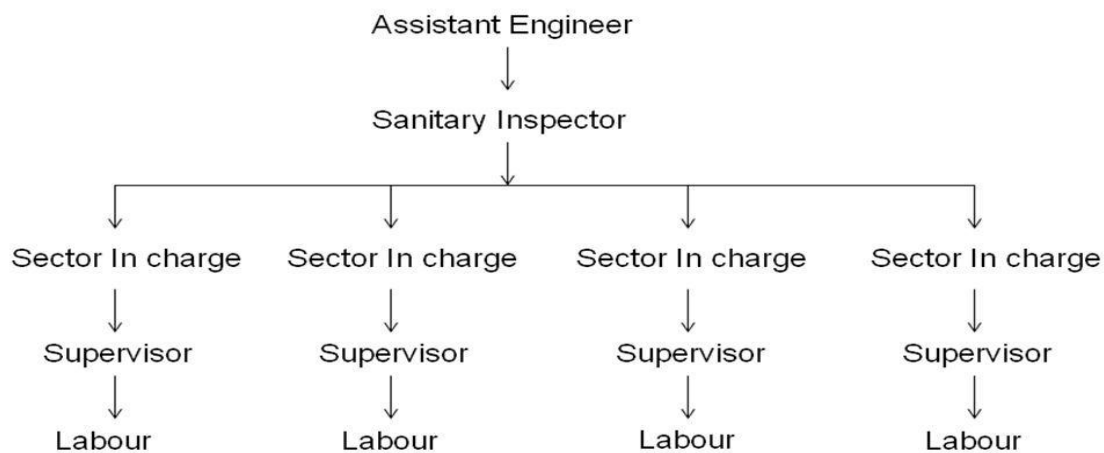 Assistant Engineer
Sanitary Inspector
Sector In charge Sector In charge Sector In charge Sector In charge
Supervisor Supervisor Supervisor Supervisor
Labour Labour Labour Labour